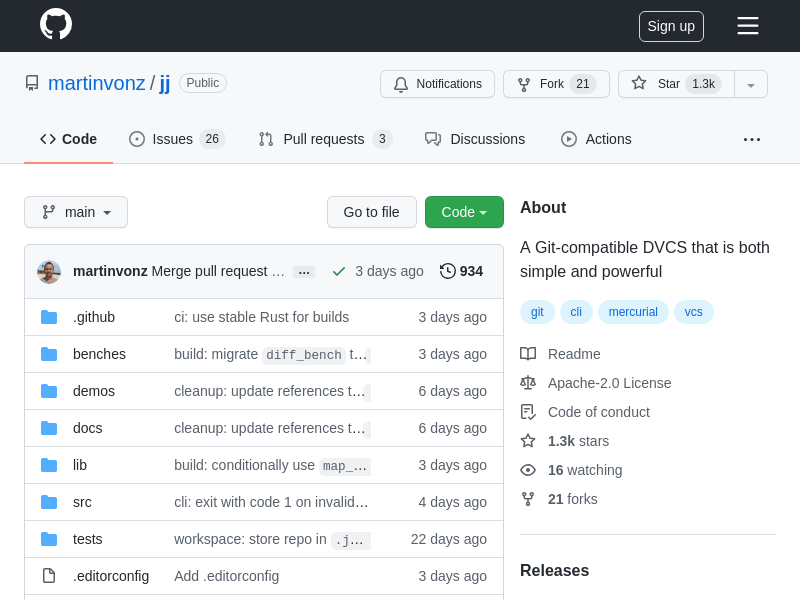 Sign up
martinvonz / jj Public
Notifications Fork 21 Star 1.3k
Code Issues 26 Pull requests 3 Discussions Actions ...
main Go to file Code
martinvonz Merge pull request … ... 3 days ago 934
.github ci: use stable Rust for builds 3 days ago
benches build: migrate diff_bench t… 3 days ago
demos cleanup: update references t… 6 days ago
docs cleanup: update references t… 6 days ago
lib build: conditionally use map_… 3 days ago
src cli: exit with code 1 on invalid… 4 days ago
tests workspace: store repo in .j… 22 days ago
.editorconfig Add .editorconfig 3 days ago
About
A Git-compatible DVCS that is both
simple and powerful
git cli mercurial vcs
Readme
Apache-2.0 License
Code of conduct
1.3k stars
16 watching
21 forks
Releases